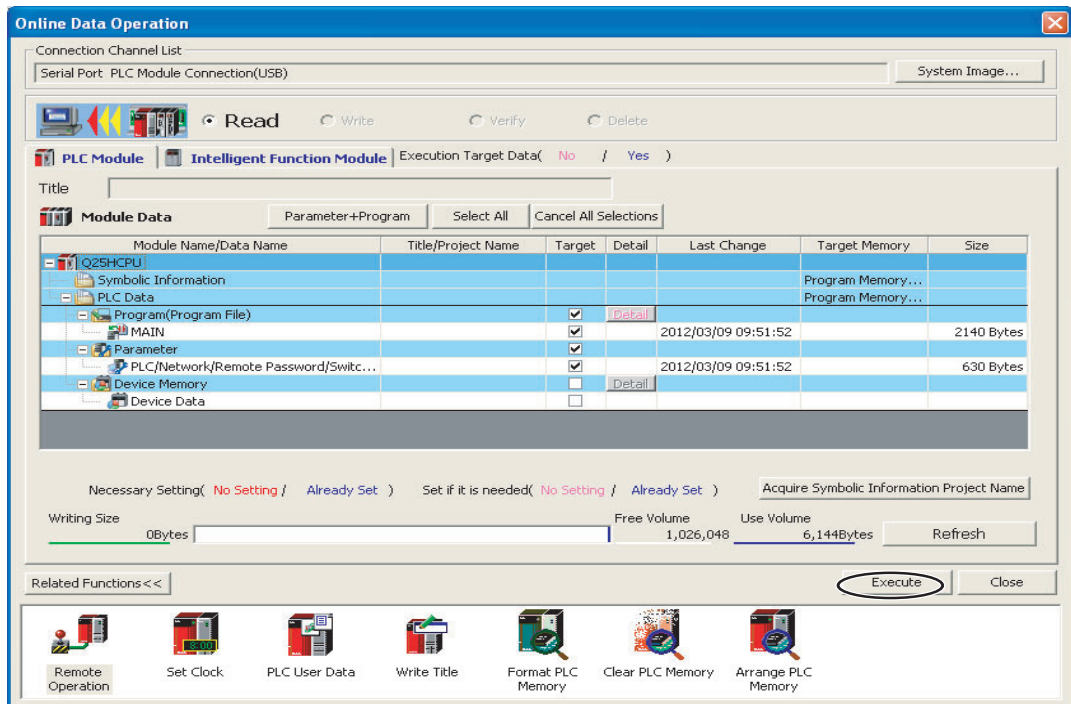 Online Data Operation
Connection Channel List
Serial Port PLC Module Connection(USB)
System Image...
Read Write Verify Delete
PLC Module Intelligent Function Module Execution Target Data( No / Yes )
Title
Module Data Parameter+Program Select All Cancel All Selections
Module Name/Data Name Title/Project Name Target Detail Last Change Target Memory Size
Q25HCPU
Symbolic Information Program Memory...
PLC Data Program Memory...
Program(Program File) Detail
MAIN 2012/03/09 09:51:52 2140 Bytes
Parameter
PLC/Network/Remote Password/Switc... 2012/03/09 09:51:52 630 Bytes
Device Memory Detail
Device Data
Necessary Setting( No Setting / Already Set ) Set if it is needed( No Setting / Already Set ) Acquire Symbolic Information Project Name
Writing Size Free Volume Use Volume
0Bytes 1,026,048 6,144Bytes Refresh
Related Functions<< Execute Close
8:00
Remote Operation Set Clock PLC User Data Write Title Format PLC Memory Clear PLC Memory Arrange PLC Memory